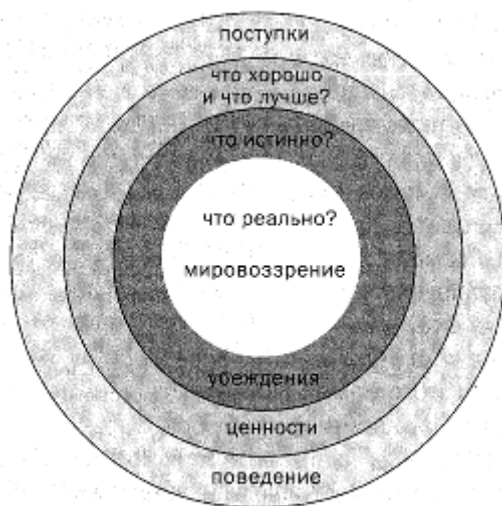 поступки
что хорошо
и что лучше?
что истинно?
что реально?
мировоззрение
убеждения
ценности
поведение